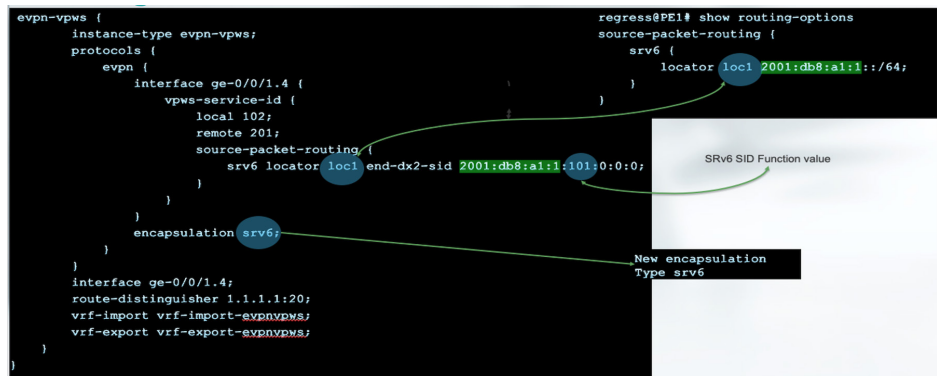 evpn-vpws {
instance-type evpn-vpws;
protocols {
evpn {
interface ge-0/0/1.4 {
vpws-service-id {
local 102;
remote 201;
source-packet-routing {
srv6 locator loc1 end-dx2-sid 2001:db8:a1:1:101:0:0:0;
}
}
}
encapsulation srv6;
}
}
interface ge-0/0/1.4;
route-distinguisher 1.1.1.1:20;
vrf-import vrf-import-evpnvpws;
vrf-export vrf-export-evpnvpws;
}
}
regress@PE1# show routing-options
source-packet-routing {
srv6 {
locator loc1 2001:db8:a1:1::/64;
}
}
SRv6 SID Function value
New encapsulation
Type srv6